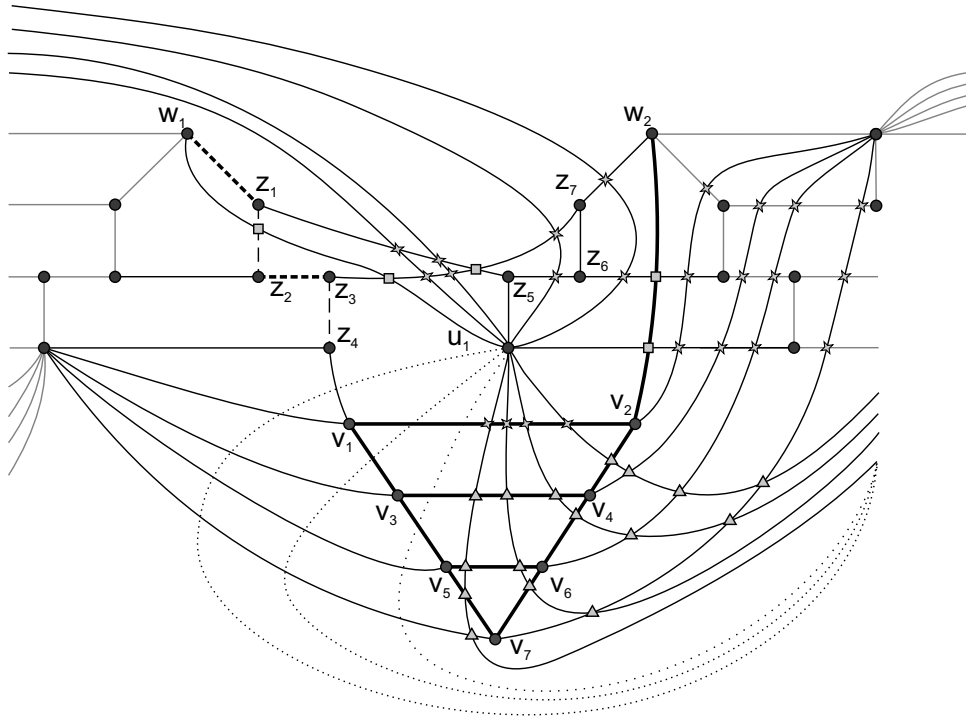 w₁ w₂
z₁ z₇
z₂ z₃ z₅ z₆
z₄ u₁
v₁ v₂
v₃ v₄
v₅ v₆
v₇